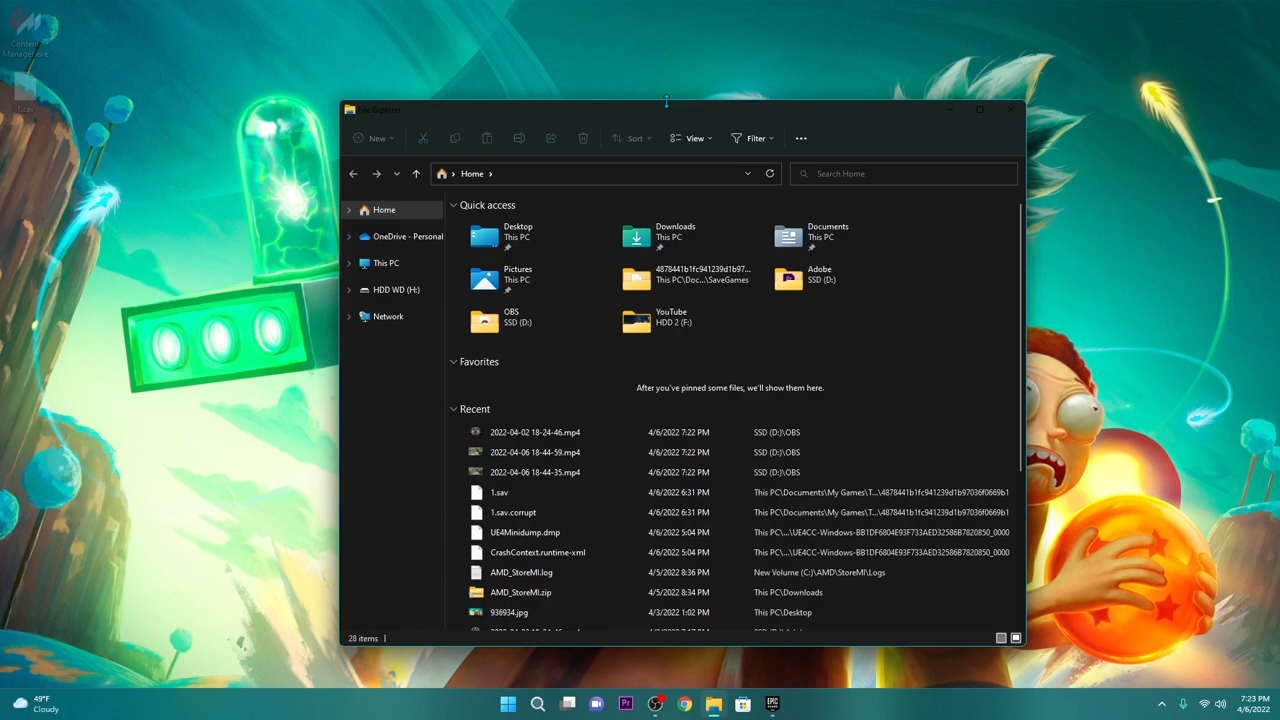 Content
Manager.exe
1.sav
File Explorer
New
Sort
View
Filter
Home
Search Home
Home
OneDrive - Personal
This PC
HDD WD (H:)
Network
Quick access
Desktop
This PC
Downloads
This PC
Documents
This PC
Pictures
This PC
4878441b1fc941239d1b97...
This PC\Doc...\SaveGames
Adobe
SSD (D:)
OBS
SSD (D:)
YouTube
HDD 2 (F:)
Favorites
After you've pinned some files, we'll show them here.
Recent
2022-04-02 18-24-46.mp4 4/6/2022 7:22 PM SSD (D:)\OBS
2022-04-06 18-44-59.mp4 4/6/2022 7:22 PM SSD (D:)\OBS
2022-04-06 18-44-35.mp4 4/6/2022 7:22 PM SSD (D:)\OBS
1.sav 4/6/2022 6:31 PM This PC\Documents\My Games\T...\4878441b1fc941239d1b97036f0669b1
1.sav.corrupt 4/6/2022 6:31 PM This PC\Documents\My Games\T...\4878441b1fc941239d1b97036f0669b1
UE4Minidump.dmp 4/6/2022 5:04 PM This PC\...\UE4CC-Windows-BB1DF6804E93F733AED32586B7820850_0000
CrashContext.runtime-xml 4/6/2022 5:04 PM This PC\...\UE4CC-Windows-BB1DF6804E93F733AED32586B7820850_0000
AMD_StoreMI.log 4/5/2022 8:36 PM New Volume (C:)\AMD\StoreMI\Logs
AMD_StoreMI.zip 4/5/2022 8:34 PM This PC\Downloads
936934.jpg 4/3/2022 1:02 PM This PC\Desktop
28 items
49°F
Cloudy
Pr
EPIC
7:23 PM
4/6/2022